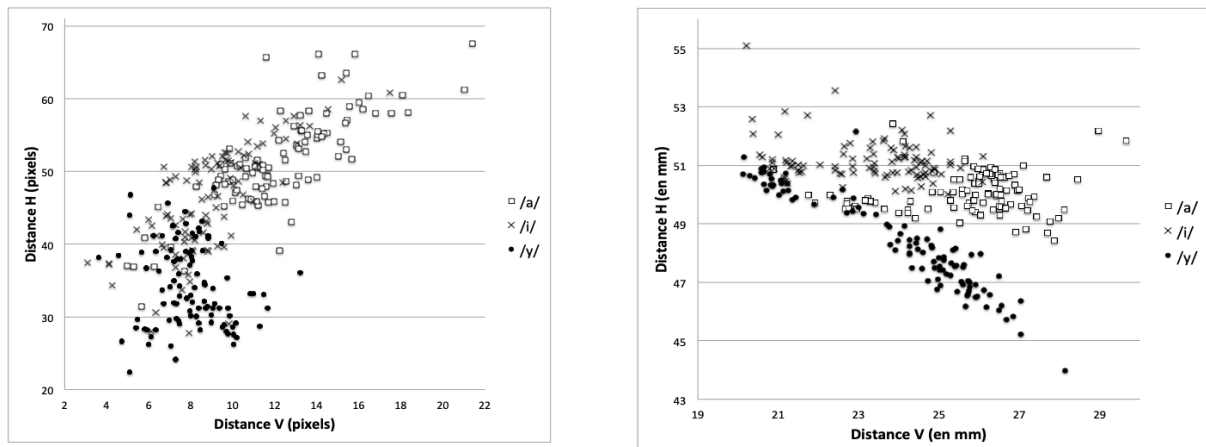 70
60
50
40
30
20
2 4 6 8 10 12 14 16 18 20 22
Distance H (pixels)
Distance V (pixels)
/a/
/i/
/y/
55
53
51
49
47
45
43
19 21 23 25 27 29
Distance H (en mm)
Distance V (en mm)
/a/
/i/
/y/